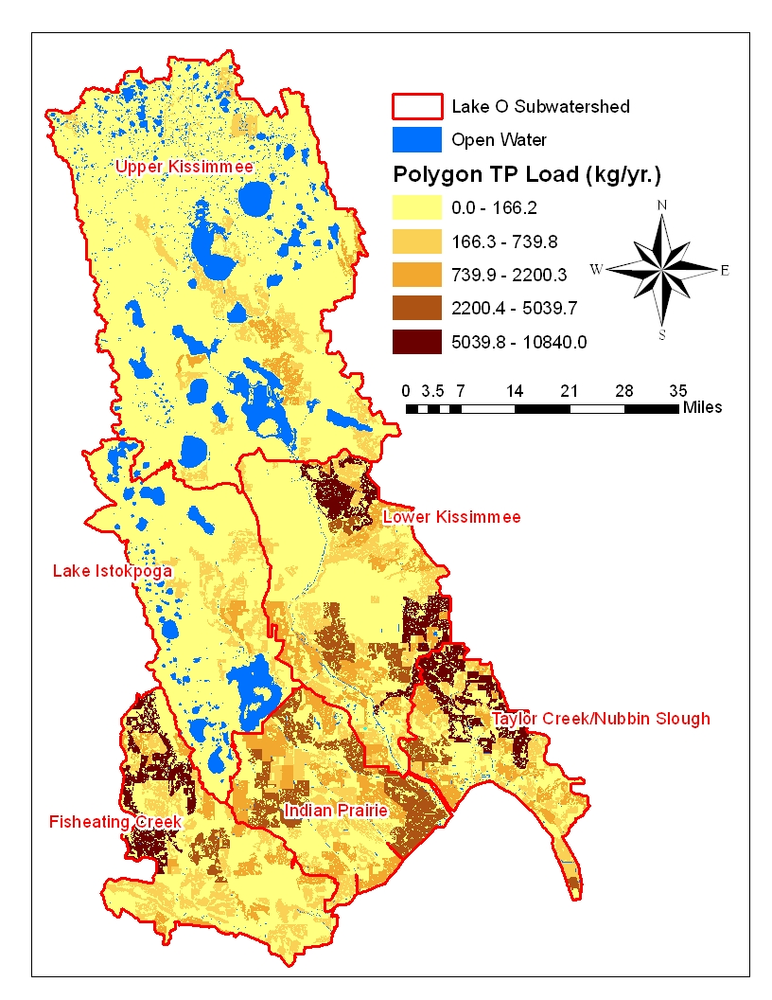 Lake O Subwatershed
Open Water
Upper Kissimmee
Polygon TP Load (kg/yr.)
0.0 - 166.2
166.3 - 739.8
739.9 - 2200.3
2200.4 - 5039.7
5039.8 - 10840.0
N
W
E
S
0 3.5 7 14 21 28 35
Miles
Lower Kissimmee
Lake Istokpoga
Taylor Creek/Nubbin Slough
Indian Prairie
Fisheating Creek